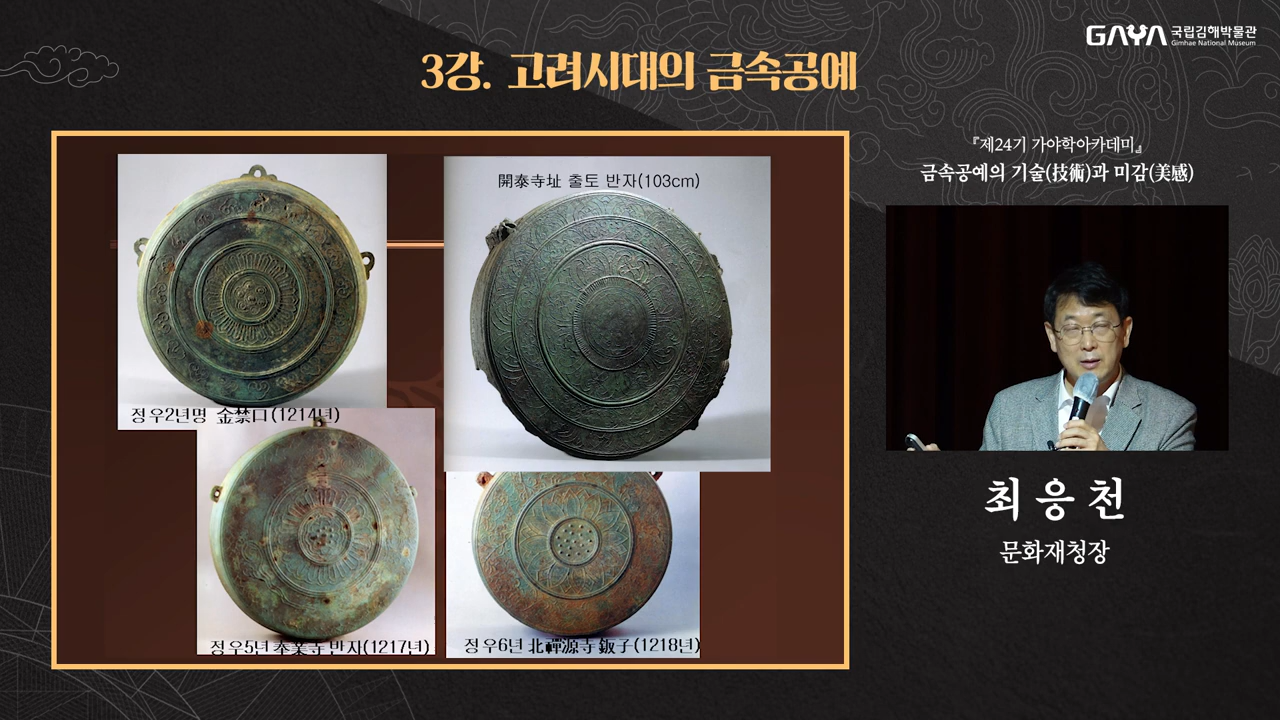 GAYA 국립김해박물관
Gimhae National Museum
3강. 고려시대의 금속공예
『제24기 가야학아카데미』
금속공예의 기술(技術)과 미감(美感)
開泰寺址 출토 반자(103cm)
정우2년명 金禁口(1214년)
정우5년 奉業寺 반자(1217년)
정우6년 北禪源寺 鈑子(1218년)
최응천
문화재청장